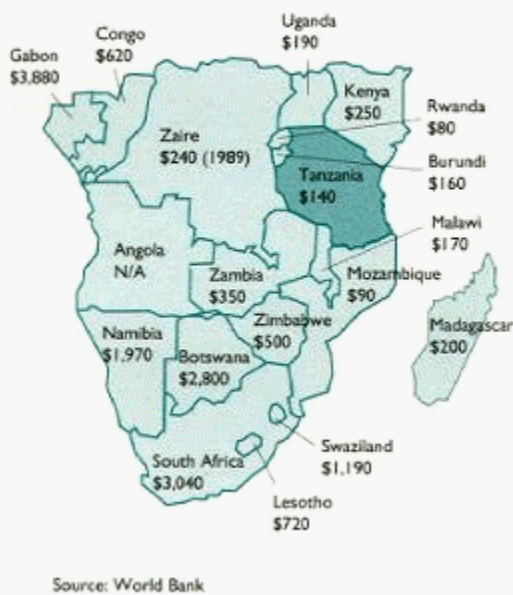 Uganda
$190
Congo
$620
Gabon
$3,880
Kenya
$250
Rwanda
$80
Zaire
$240 (1989)
Burundi
$160
Tanzania
$140
Malawi
$170
Angola
N/A
Zambia
$350
Mozambique
$90
Zimbabwe
$500
Madagascar
$200
Namibia
$1,970
Botswana
$2,800
Swaziland
$1,190
South Africa
$3,040
Lesotho
$720
Source: World Bank